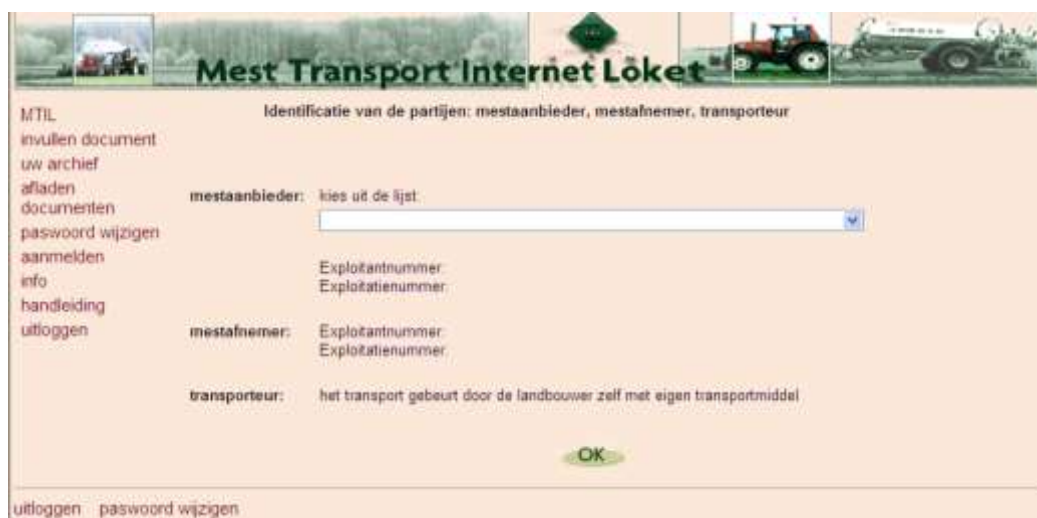 Mest Transport Internet Loket
Identificatie van de partijen: mestaanbieder, mestafnemer, transporteur
MTIL
invullen document
uw archief
afladen
documenten
paswoord wijzigen
aanmelden
info
handleiding
uitloggen
mestaanbieder: kies uit de lijst:
Exploitantnummer:
Exploitatienummer:
mestafnemer: Exploitantnummer:
Exploitatienummer:
transporteur: het transport gebeurt door de landbouwer zelf met eigen transportmiddel
OK
uitloggen paswoord wijzigen